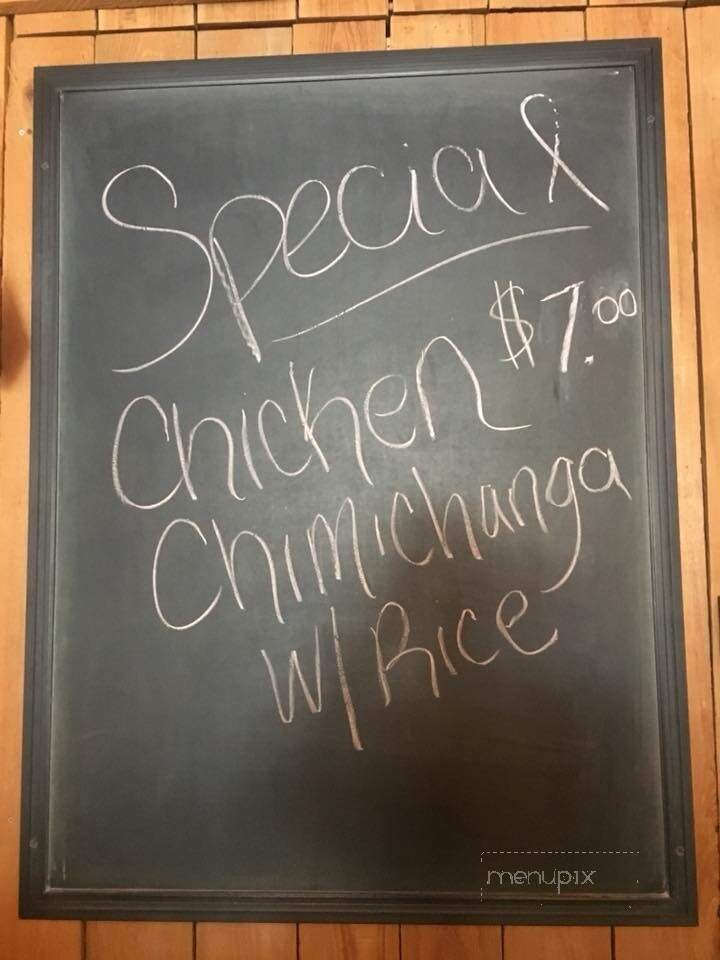 Special
$7.00
Chicken
Chimichanga
W/Rice
menupix